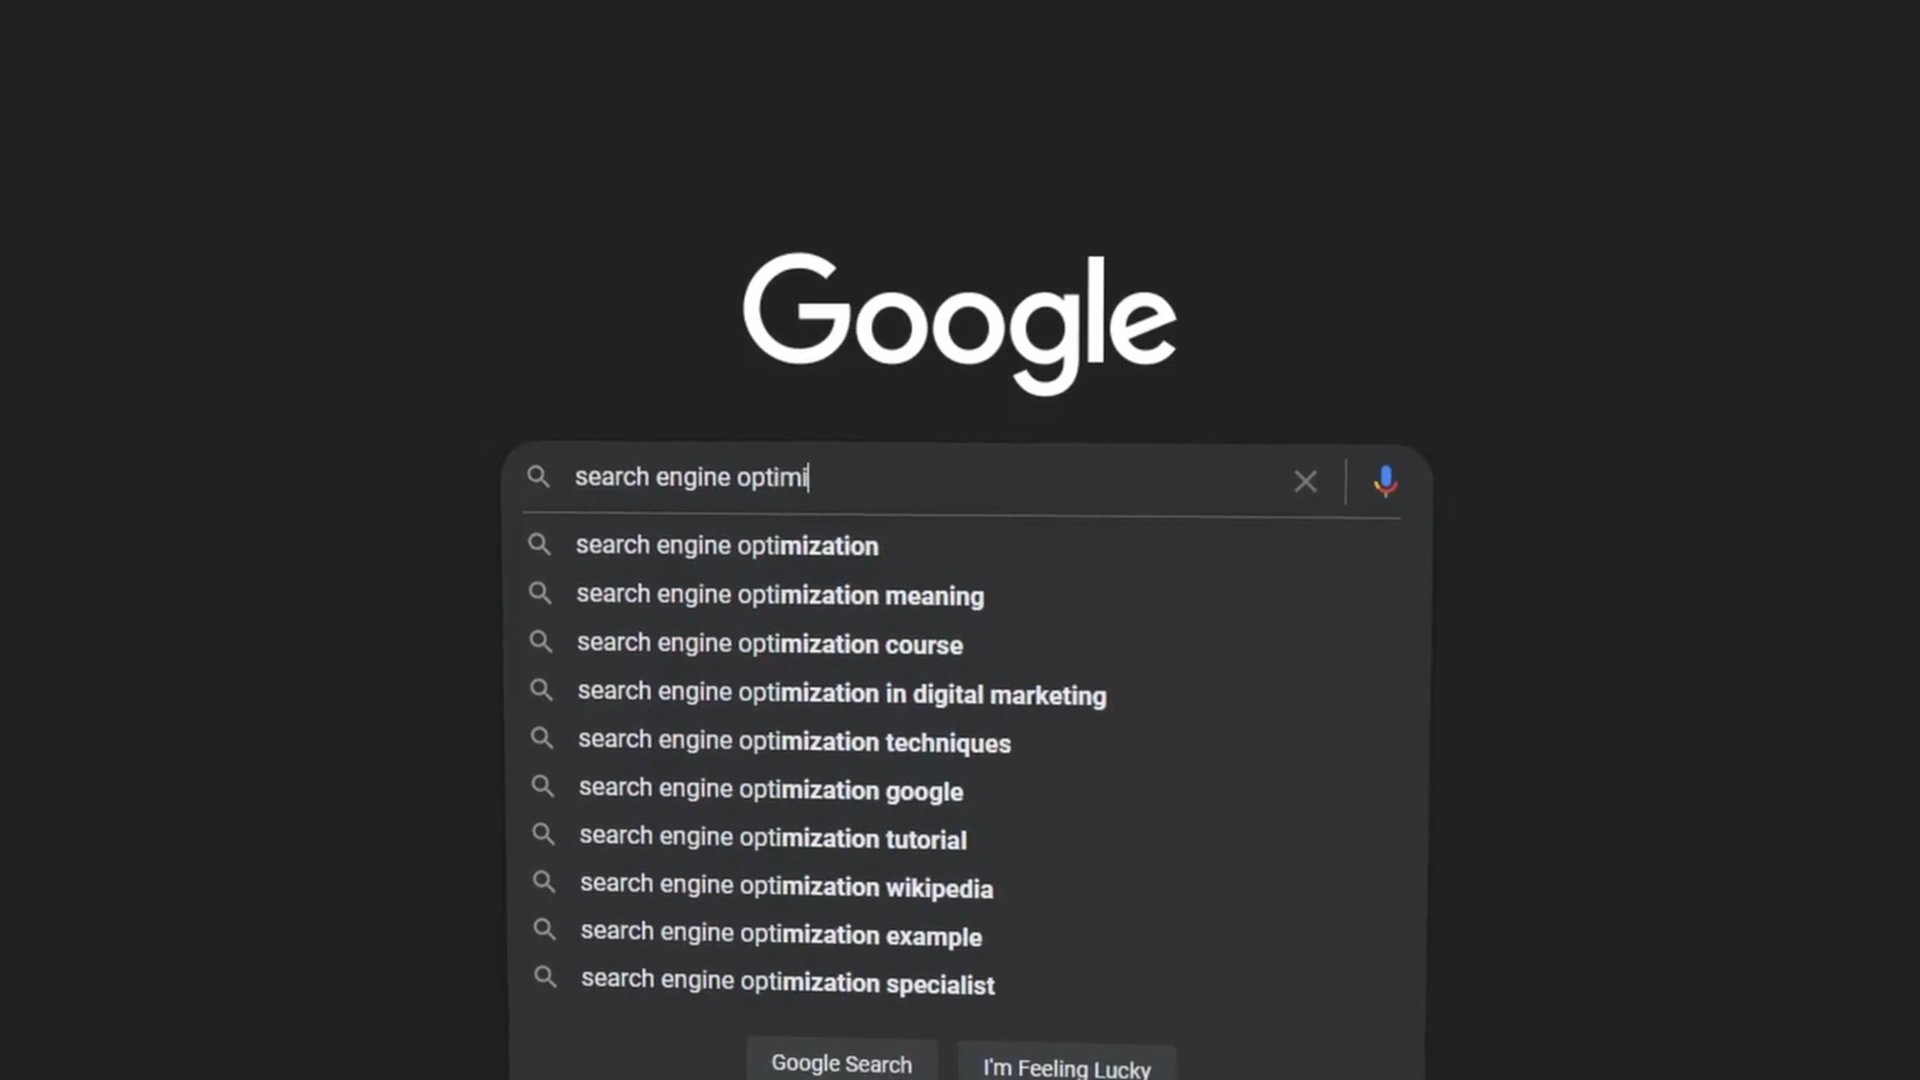 Google
search engine optimi
search engine optimization
search engine optimization meaning
search engine optimization course
search engine optimization in digital marketing
search engine optimization techniques
search engine optimization google
search engine optimization tutorial
search engine optimization wikipedia
search engine optimization example
search engine optimization specialist
Google Search I'm Feeling Lucky